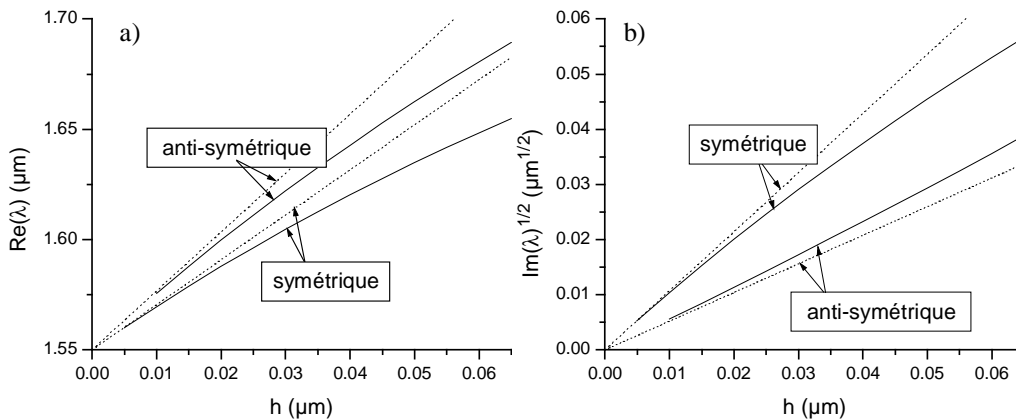 a)
1.70
1.65
1.60
1.55
Re(λ) (µm)
anti-symétrique
symétrique
0.00 0.01 0.02 0.03 0.04 0.05 0.06
h (µm)
b)
0.06
0.05
0.04
0.03
0.02
0.01
0.00
Im(λ)^1/2 (µm^1/2)
symétrique
anti-symétrique
0.00 0.01 0.02 0.03 0.04 0.05 0.06
h (µm)